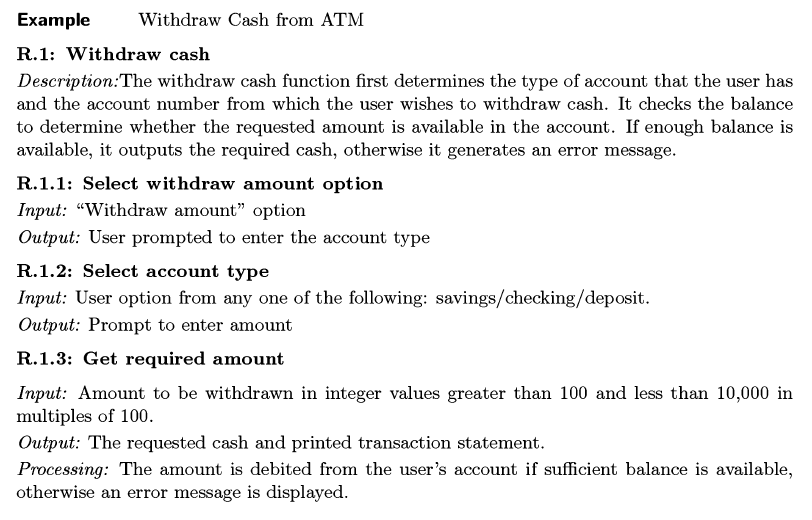 Example Withdraw Cash from ATM
R.1: Withdraw cash
Description:The withdraw cash function first determines the type of account that the user has
and the account number from which the user wishes to withdraw cash. It checks the balance
to determine whether the requested amount is available in the account. If enough balance is
available, it outputs the required cash, otherwise it generates an error message.
R.1.1: Select withdraw amount option
Input: “Withdraw amount” option
Output: User prompted to enter the account type
R.1.2: Select account type
Input: User option from any one of the following: savings/checking/deposit.
Output: Prompt to enter amount
R.1.3: Get required amount
Input: Amount to be withdrawn in integer values greater than 100 and less than 10,000 in
multiples of 100.
Output: The requested cash and printed transaction statement.
Processing: The amount is debited from the user’s account if sufficient balance is available,
otherwise an error message is displayed.